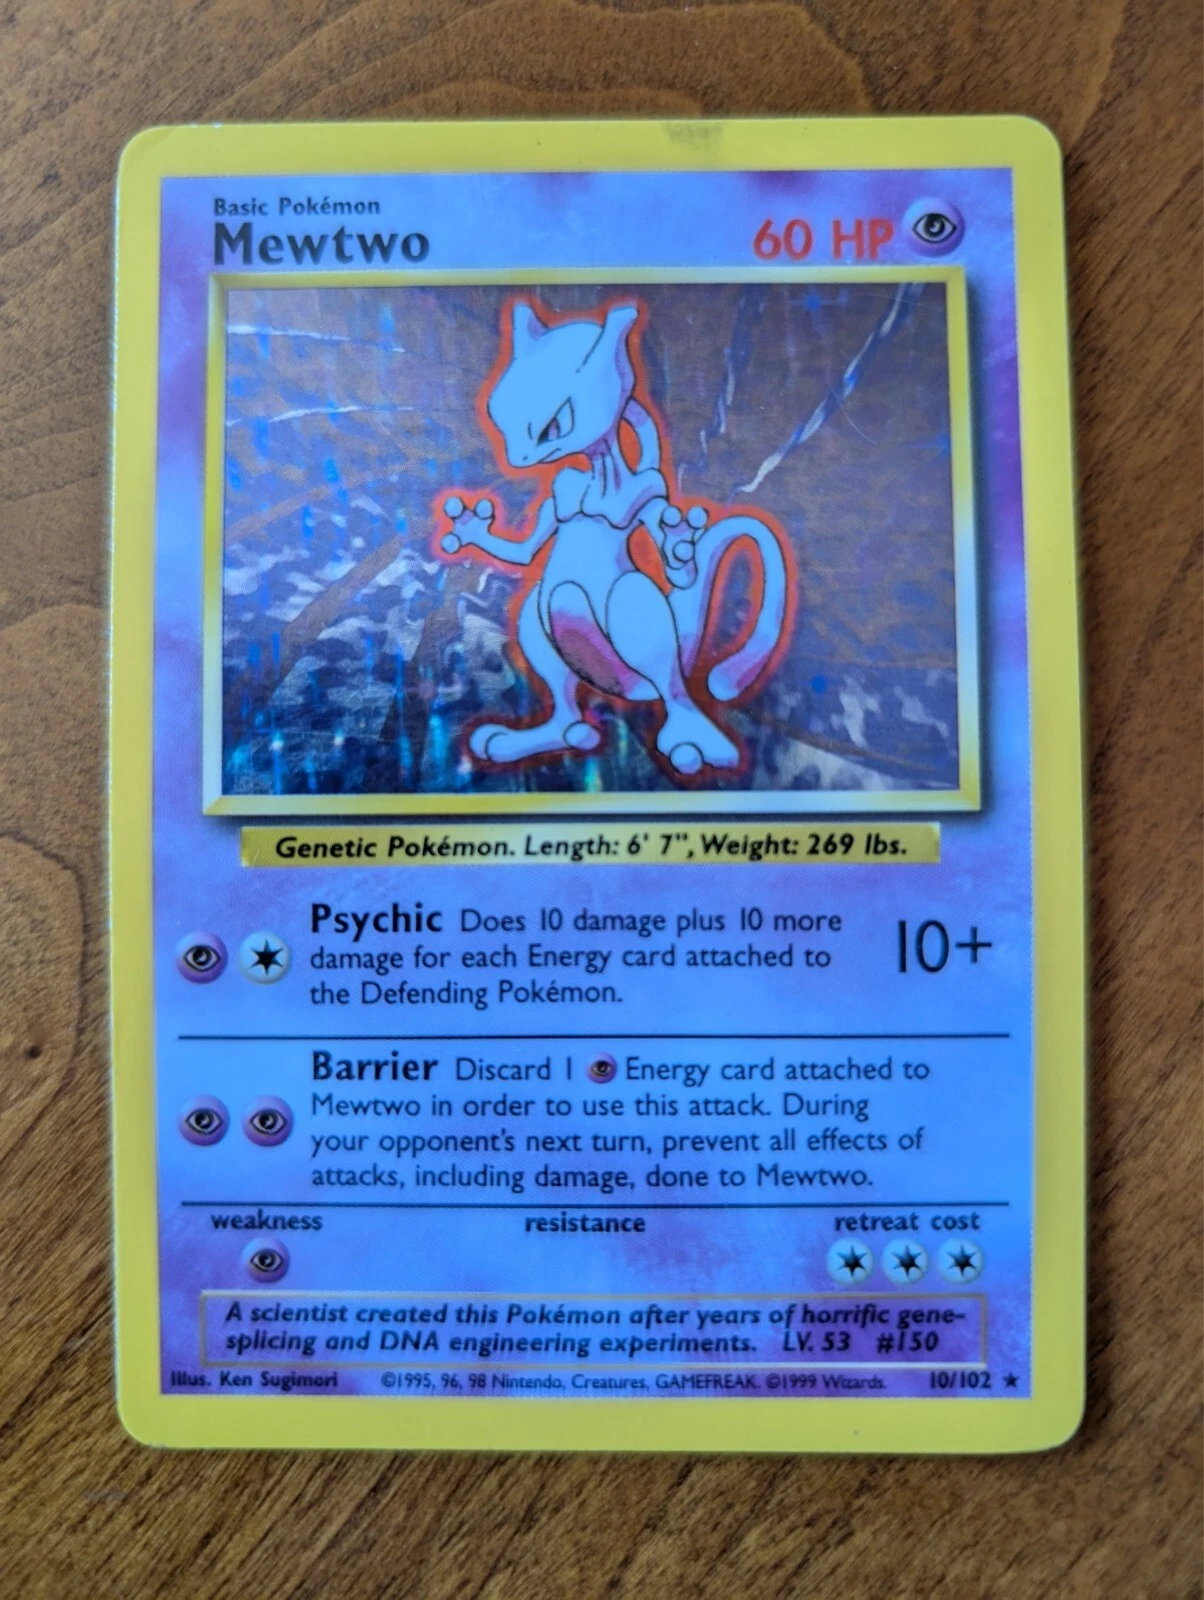 Basic Pokémon
Mewtwo
60 HP
Genetic Pokémon. Length: 6' 7", Weight: 269 lbs.
Psychic Does 10 damage plus 10 more
damage for each Energy card attached to
the Defending Pokémon.
10+
Barrier Discard 1 Energy card attached to
Mewtwo in order to use this attack. During
your opponent's next turn, prevent all effects of
attacks, including damage, done to Mewtwo.
weakness resistance retreat cost
A scientist created this Pokémon after years of horrific gene-
splicing and DNA engineering experiments. LV. 53 #150
Illus. Ken Sugimori ©1995, 96, 98 Nintendo, Creatures, GAMEFREAK. ©1999 Wizards. 10/102 ★